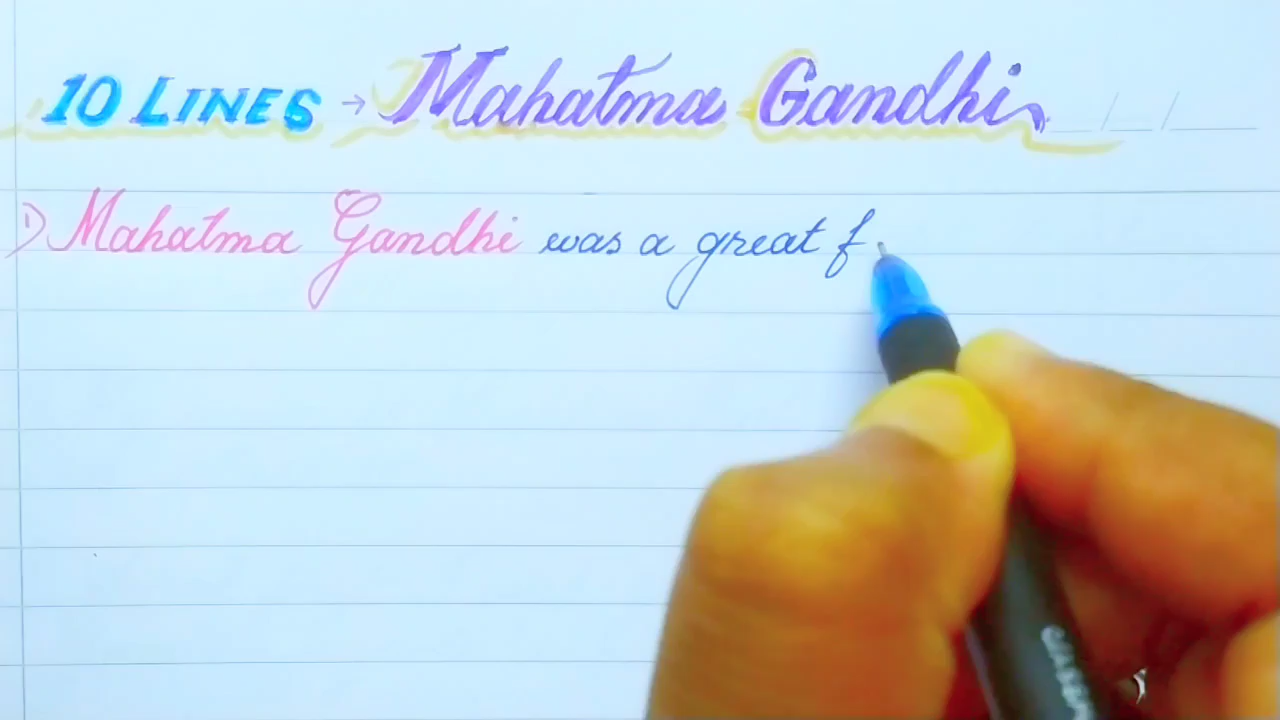 10 LINES → Mahatma Gandhi
1) Mahatma Gandhi was a great f